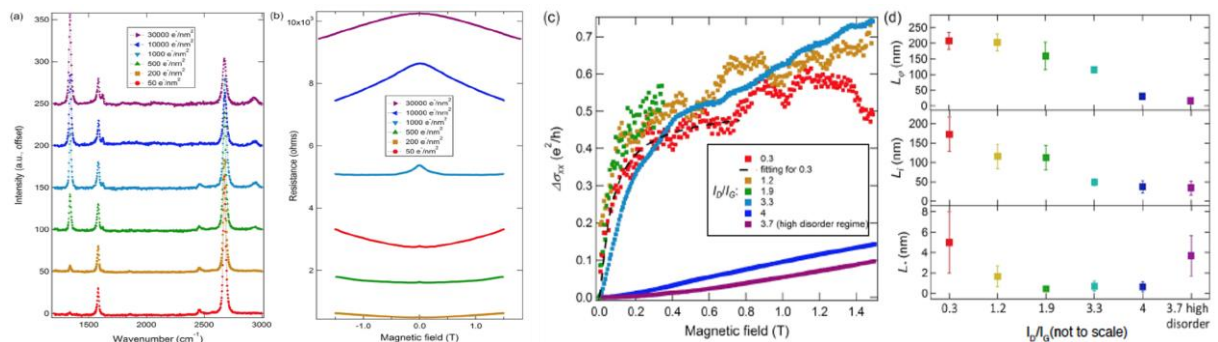 (a)
30000 e⁻/nm²
10000 e⁻/nm²
1000 e⁻/nm²
500 e⁻/nm²
200 e⁻/nm²
50 e⁻/nm²
Intensity (a.u., offset)
350
300
250
200
150
100
50
0
1500
2000
2500
3000
Wavenumber (cm⁻¹)
(b)
10x10³
8
6
4
2
Resistance (ohms)
30000 e⁻/nm²
10000 e⁻/nm²
1000 e⁻/nm²
500 e⁻/nm²
200 e⁻/nm²
50 e⁻/nm²
-1.0
0.0
1.0
Magnetic field (T)
(c)
Δσxx (e²/h)
0.7
0.6
0.5
0.4
0.3
0.2
0.1
0.0
0.3
fitting for 0.3
1.2
ID/IG: 1.9
3.3
4
3.7 (high disorder regime)
0.0 0.2 0.4 0.6 0.8 1.0 1.2 1.4
Magnetic field (T)
(d)
Lφ (nm)
250
200
150
100
50
0
Li (nm)
200
150
100
50
0
L* (nm)
8
6
4
2
0
0.3
1.2
1.9
3.3
4
3.7 high
disorder
ID/IG(not to scale)